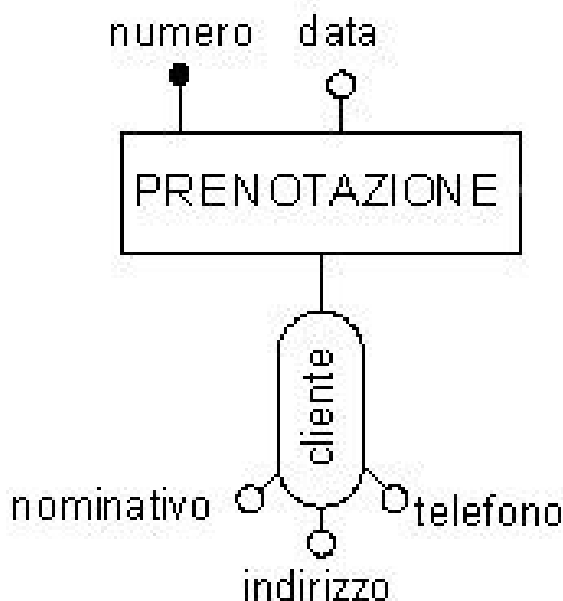 numero data
PRENOTAZIONE
cliente
nominativo
telefono
indirizzo